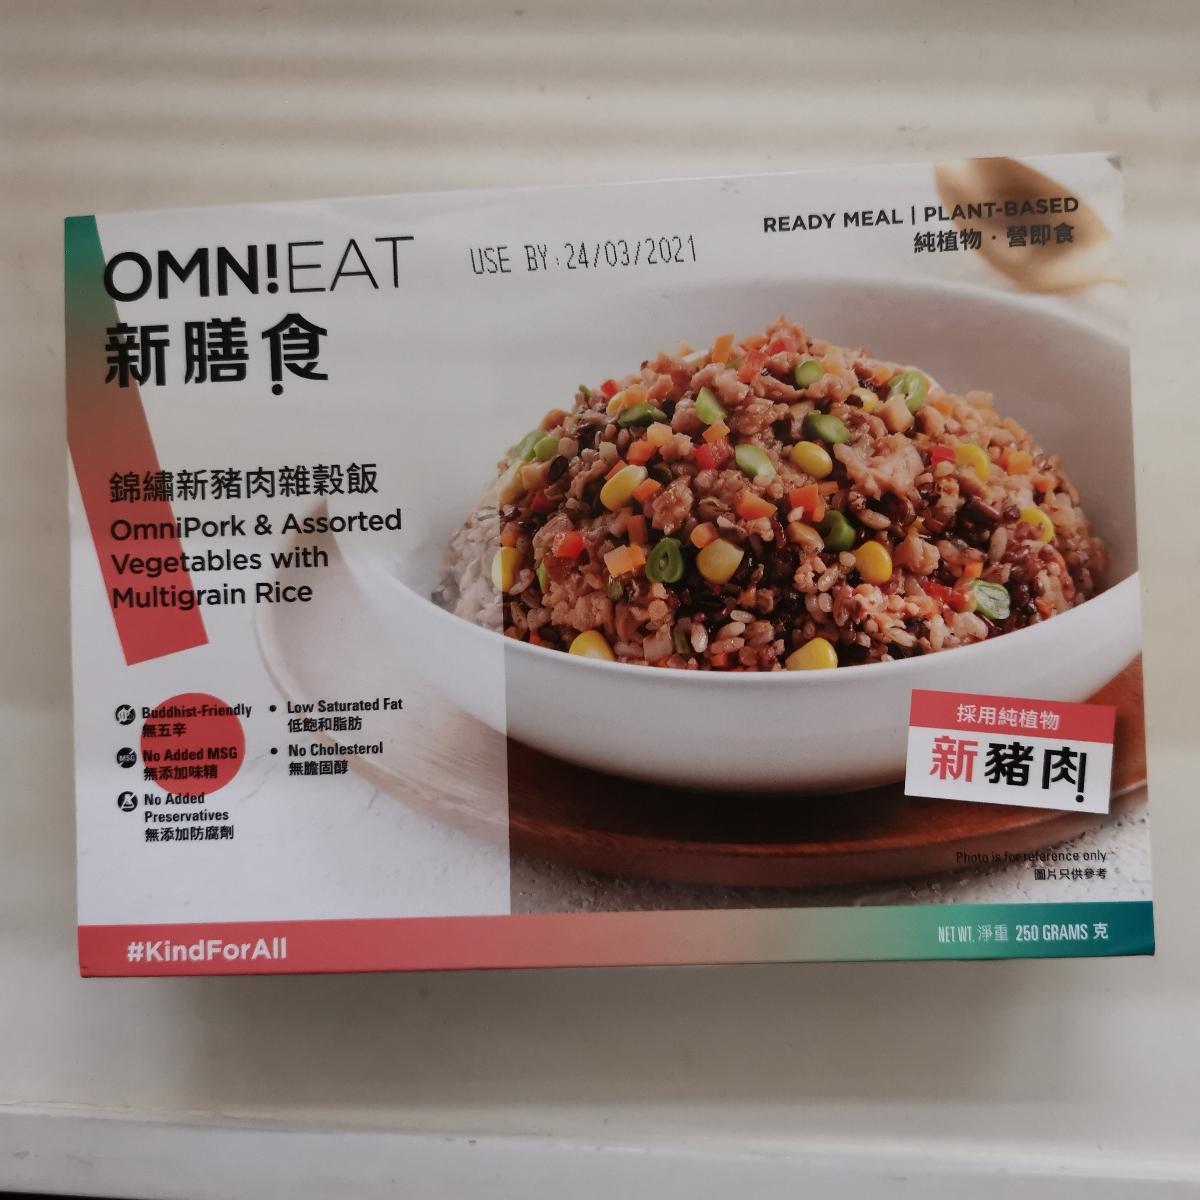 OMN!EAT
新膳食
USE BY:24/03/2021
READY MEAL | PLANT-BASED
純植物・營即食
錦繡新豬肉雜穀飯
OmniPork & Assorted
Vegetables with
Multigrain Rice
Buddhist-Friendly
無五辛
MSG
No Added MSG
無添加味精
No Added
Preservatives
無添加防腐劑
• Low Saturated Fat
低飽和脂肪
• No Cholesterol
無膽固醇
採用純植物
新豬肉!
Photo is for reference only
圖片只供參考
#KindForAll
NET WT. 淨重 250 GRAMS 克